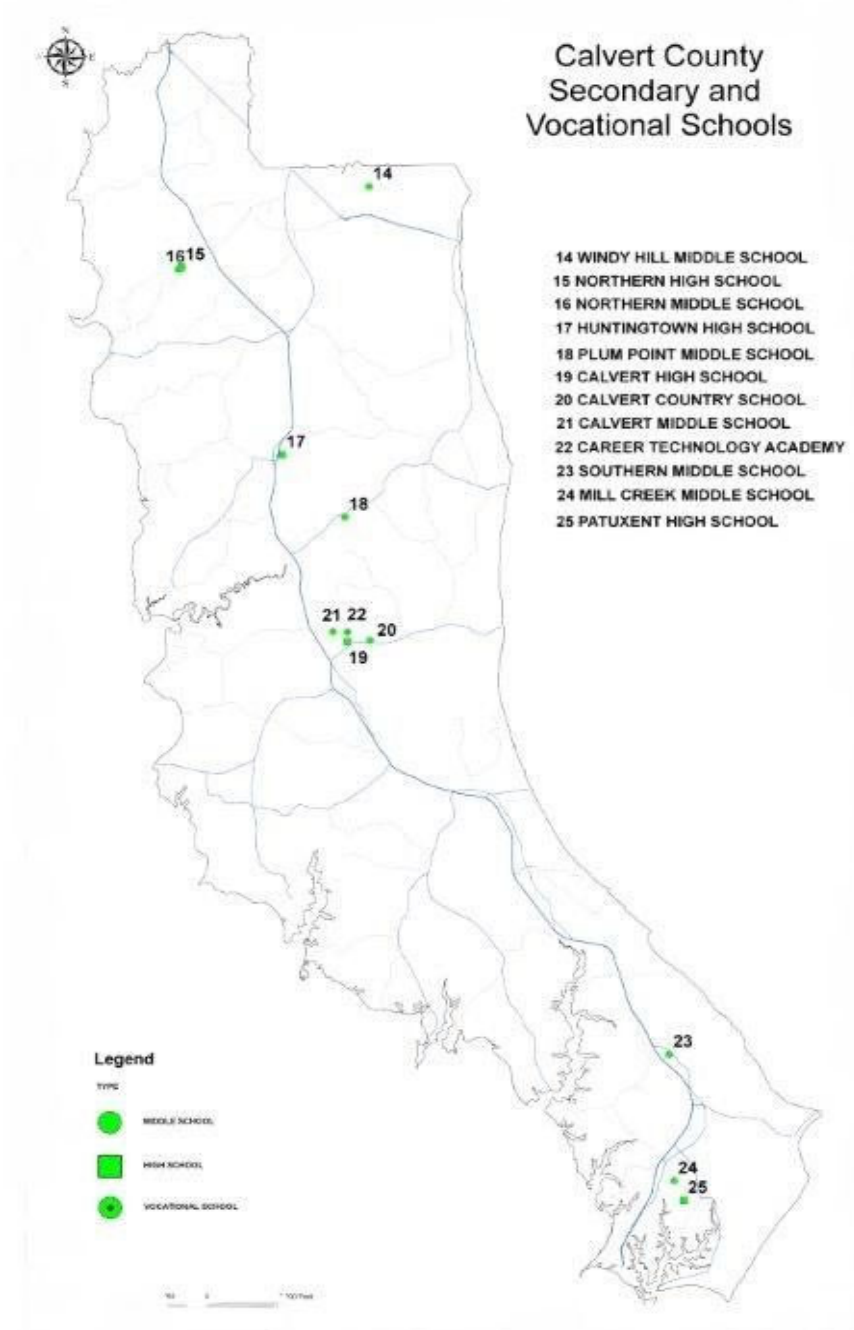 N
E
S
Calvert County
Secondary and
Vocational Schools
14
16 15
14 WINDY HILL MIDDLE SCHOOL
15 NORTHERN HIGH SCHOOL
16 NORTHERN MIDDLE SCHOOL
17 HUNTINGTOWN HIGH SCHOOL
18 PLUM POINT MIDDLE SCHOOL
19 CALVERT HIGH SCHOOL
20 CALVERT COUNTRY SCHOOL
21 CALVERT MIDDLE SCHOOL
22 CAREER TECHNOLOGY ACADEMY
23 SOUTHERN MIDDLE SCHOOL
24 MILL CREEK MIDDLE SCHOOL
25 PATUXENT HIGH SCHOOL
17
18
21 22
20
19
23
24
25
Legend
TYPE
MIDDLE SCHOOL
HIGH SCHOOL
VOCATIONAL SCHOOL